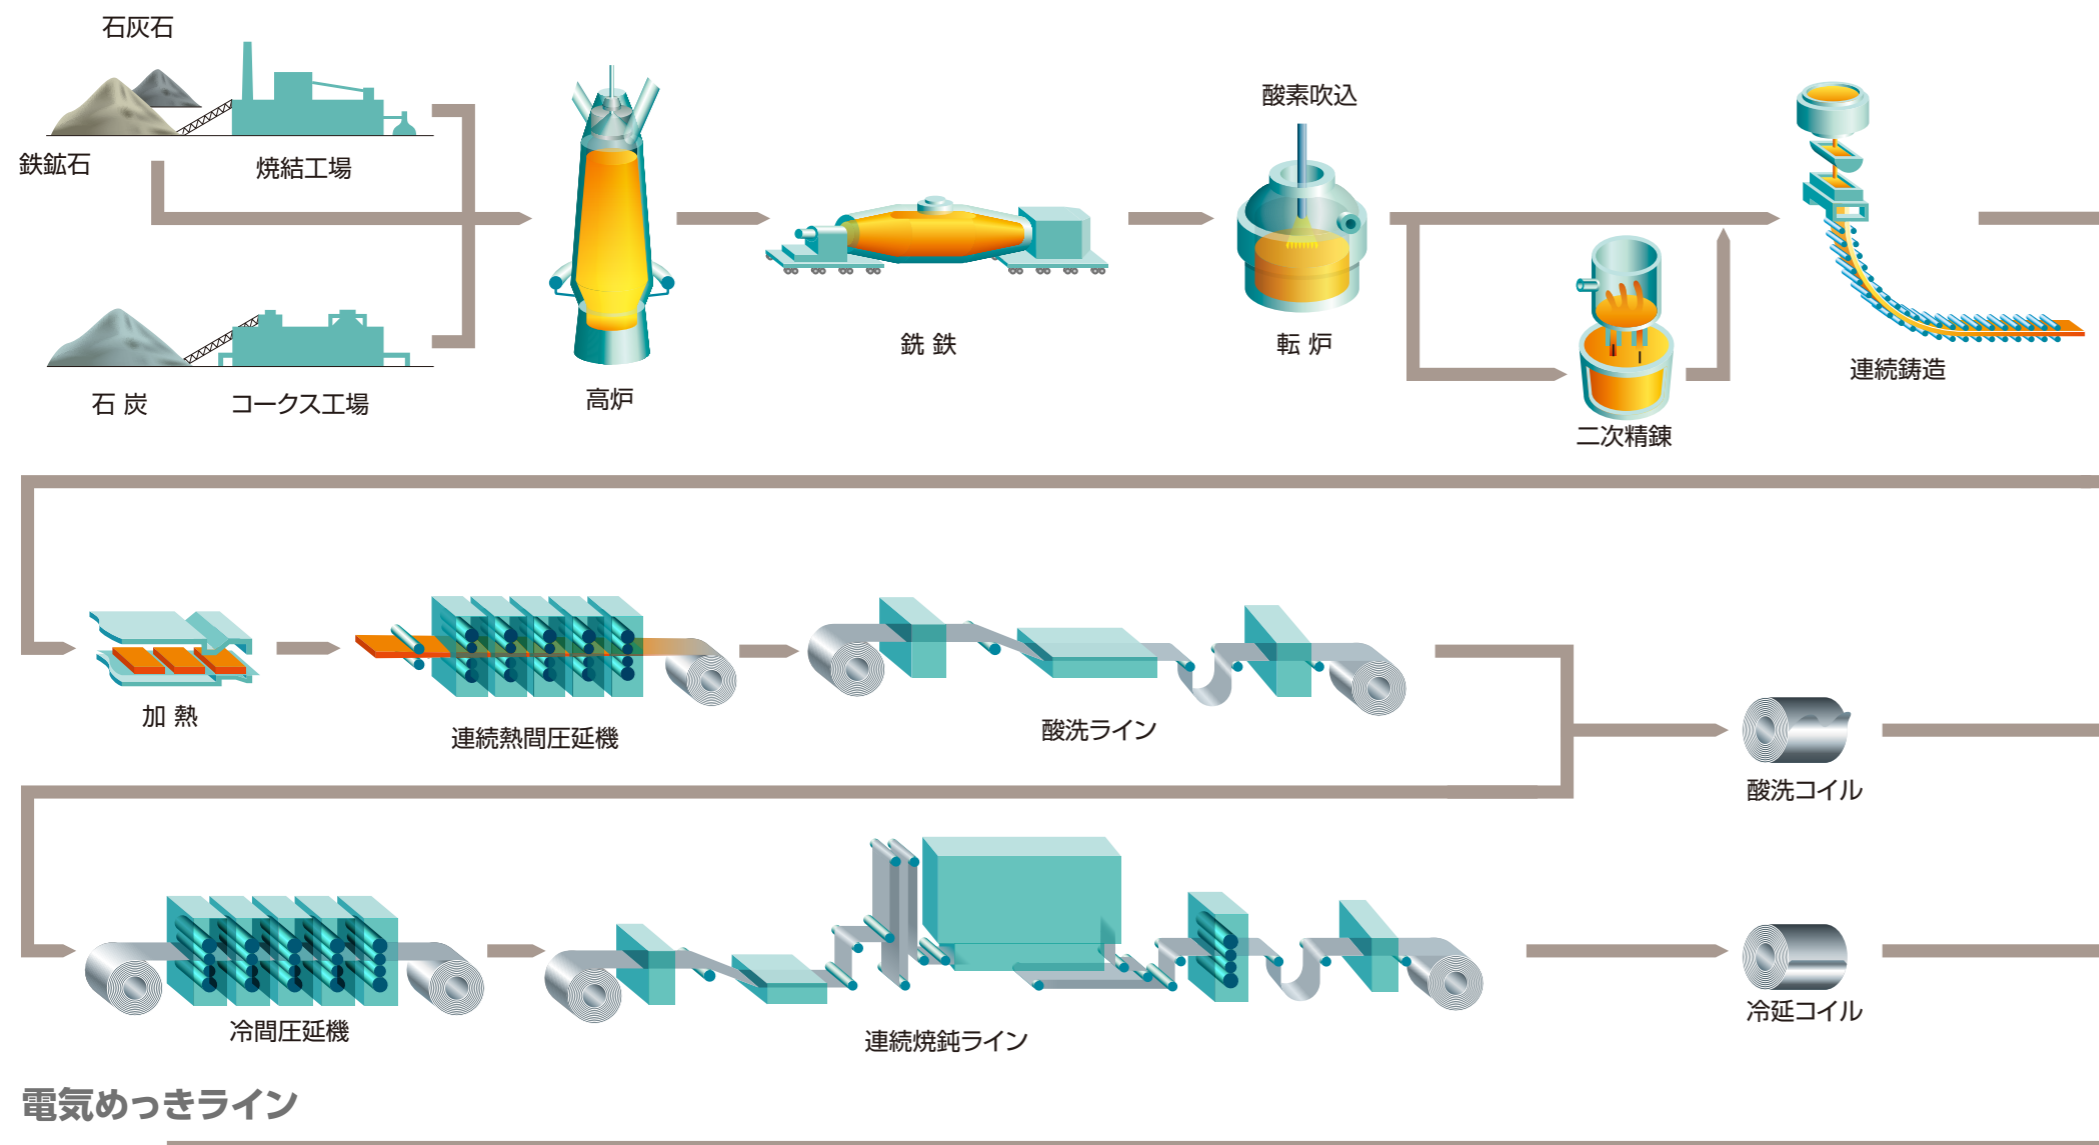 石灰石
鉄鉱石
焼結工場
石 炭
コークス工場
高炉
銑 鉄
酸素吹込
転 炉
二次精錬
連続鋳造
加 熱
連続熱間圧延機
酸洗ライン
酸洗コイル
冷間圧延機
連続焼鈍ライン
冷延コイル
電気めっきライン